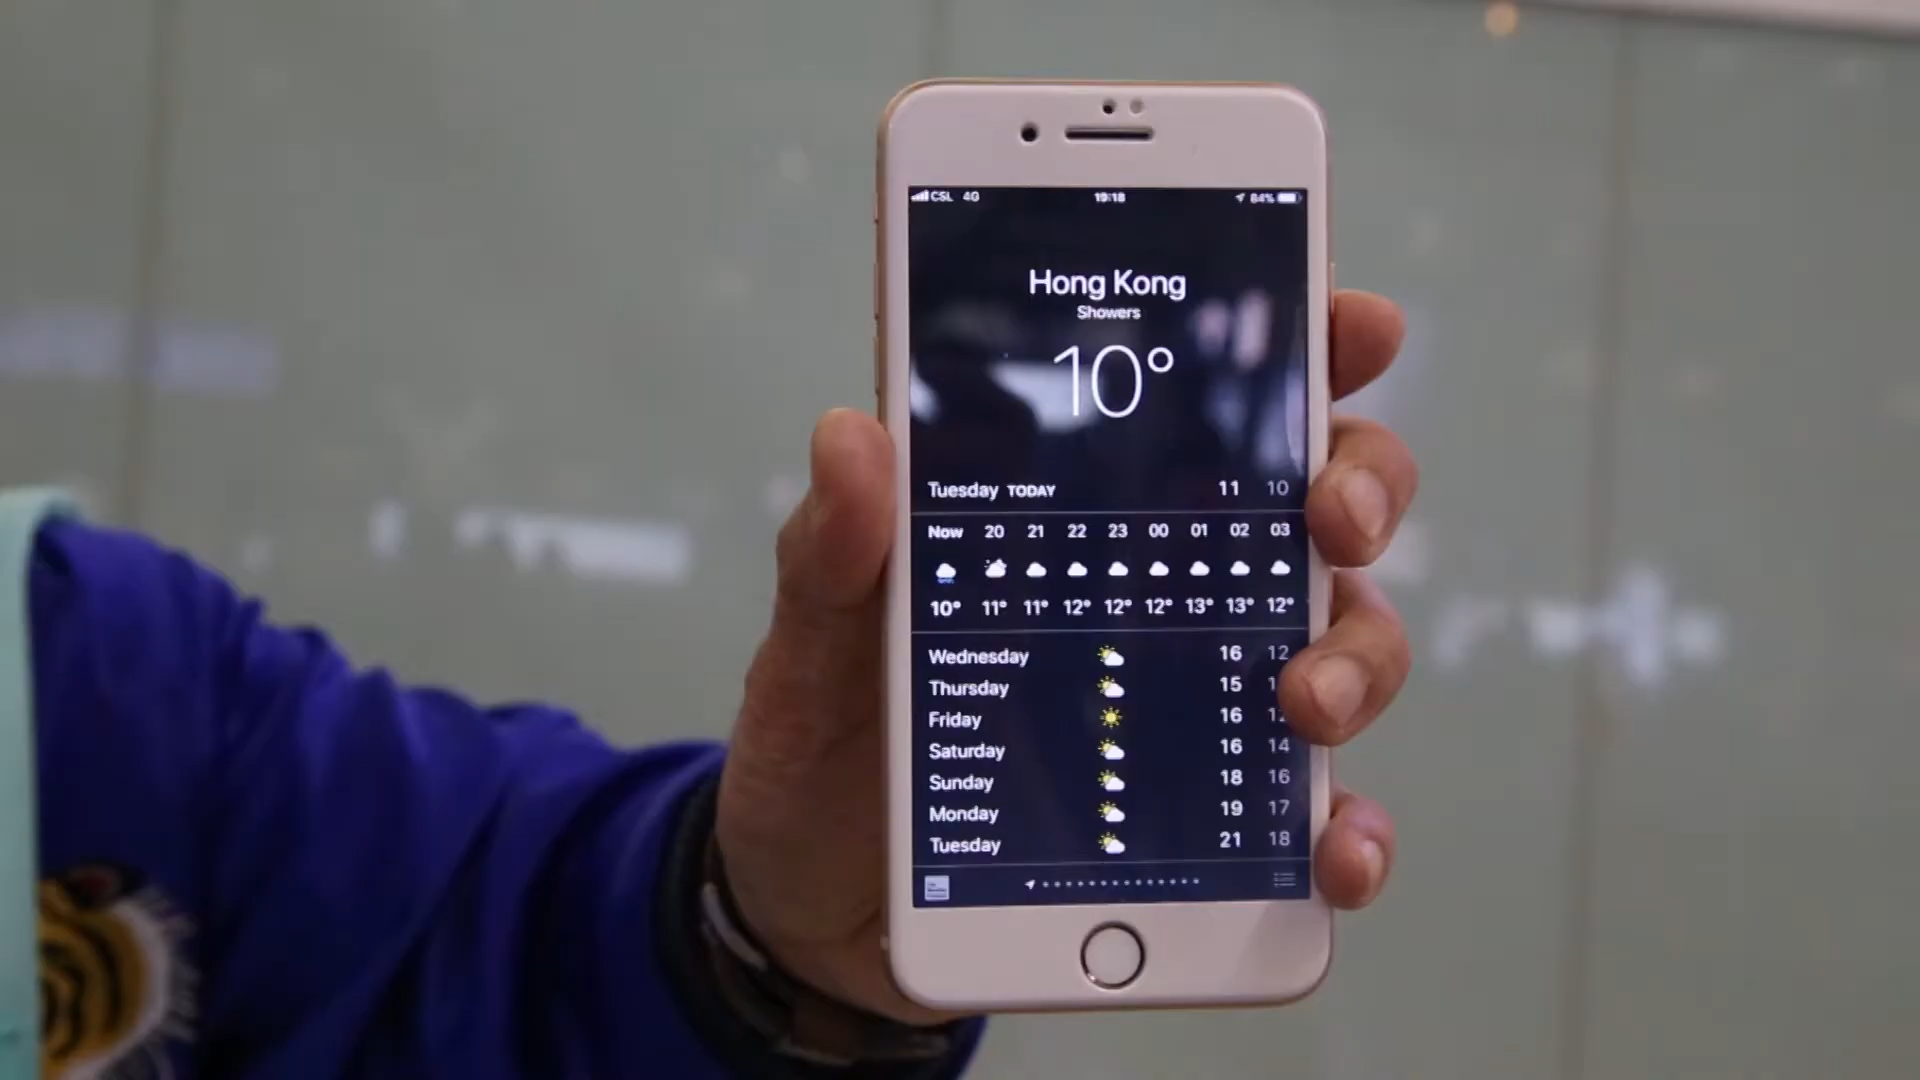 CSL 4G 19:18 84%
Hong Kong
Showers
10°
Tuesday TODAY 11 10
Now 20 21 22 23 00 01 02 03
10° 11° 11° 12° 12° 12° 13° 13° 12°
Wednesday 16 12
Thursday 15
Friday 16 12
Saturday 16 14
Sunday 18 16
Monday 19 17
Tuesday 21 18